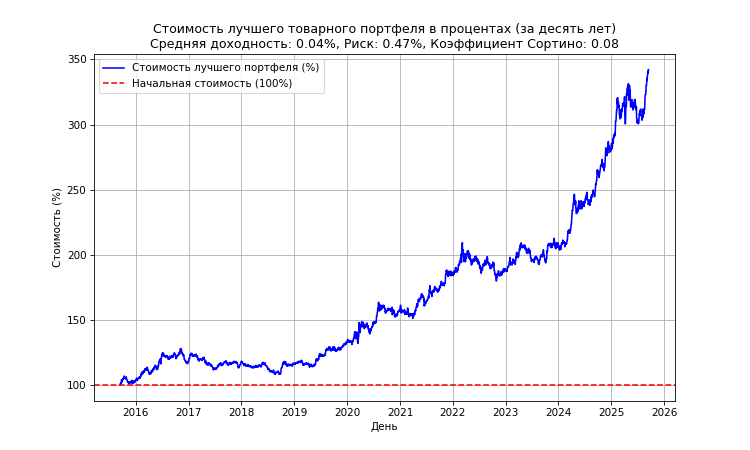 Стоимость лучшего товарного портфеля в процентах (за десять лет)
Средняя доходность: 0.04%, Риск: 0.47%, Коэффициент Сортино: 0.08
Стоимость лучшего портфеля (%)
Начальная стоимость (100%)
Стоимость (%)
350
300
250
200
150
100
2016 2017 2018 2019 2020 2021 2022 2023 2024 2025 2026
День